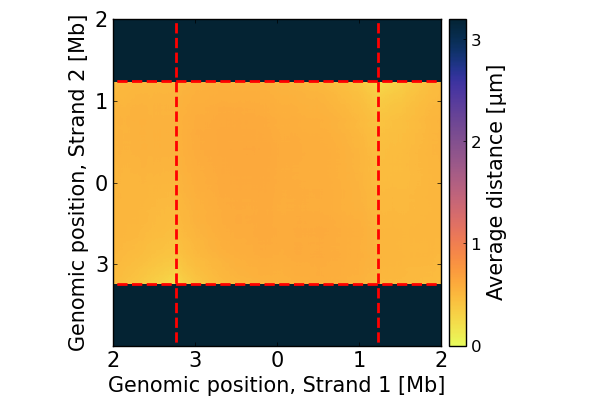 2
1
0
3
Genomic position, Strand 2 [Mb]
2 3 0 1 2
Genomic position, Strand 1 [Mb]
3
2
1
0
Average distance [μm]